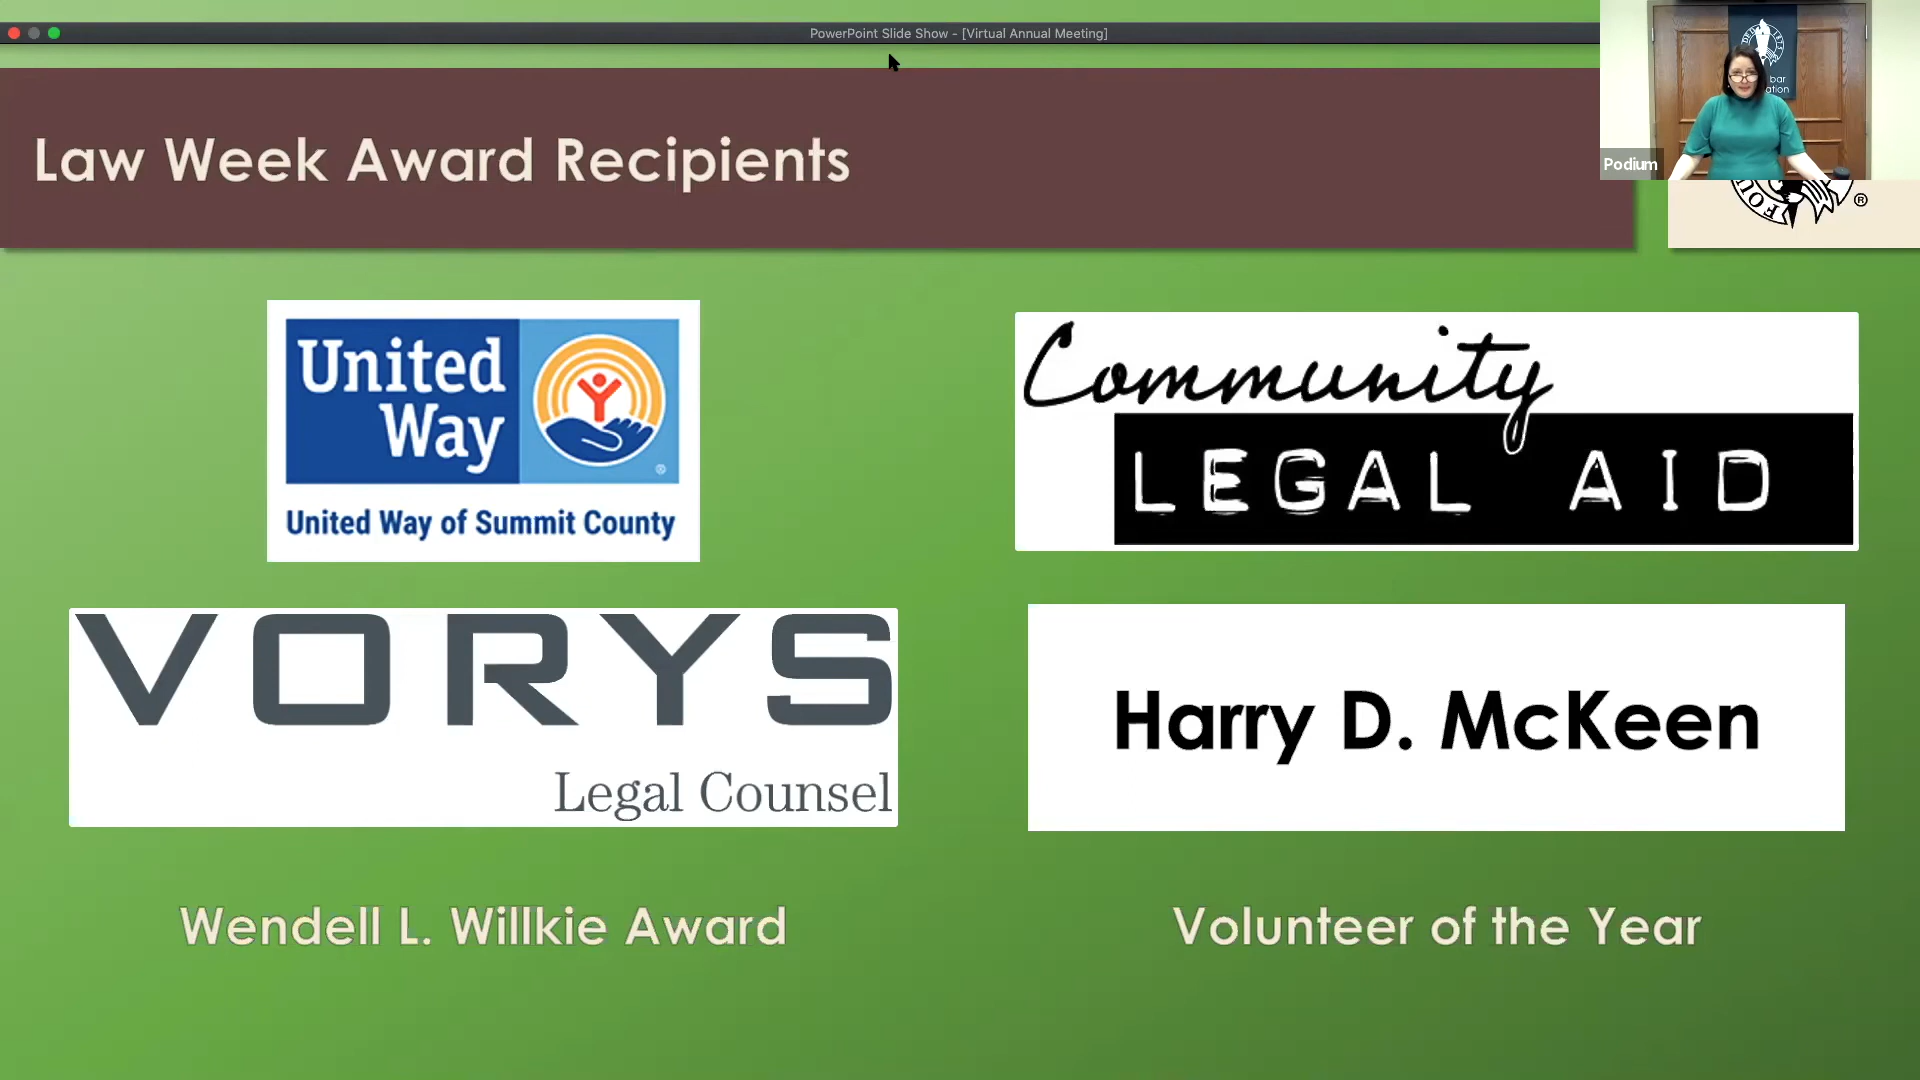 PowerPoint Slide Show - [Virtual Annual Meeting]
bar
Podium
Law Week Award Recipients
®
United
Way
®
United Way of Summit County
Community
LEGAL AID
VORYS
Legal Counsel
Harry D. McKeen
Wendell L. Willkie Award
Volunteer of the Year